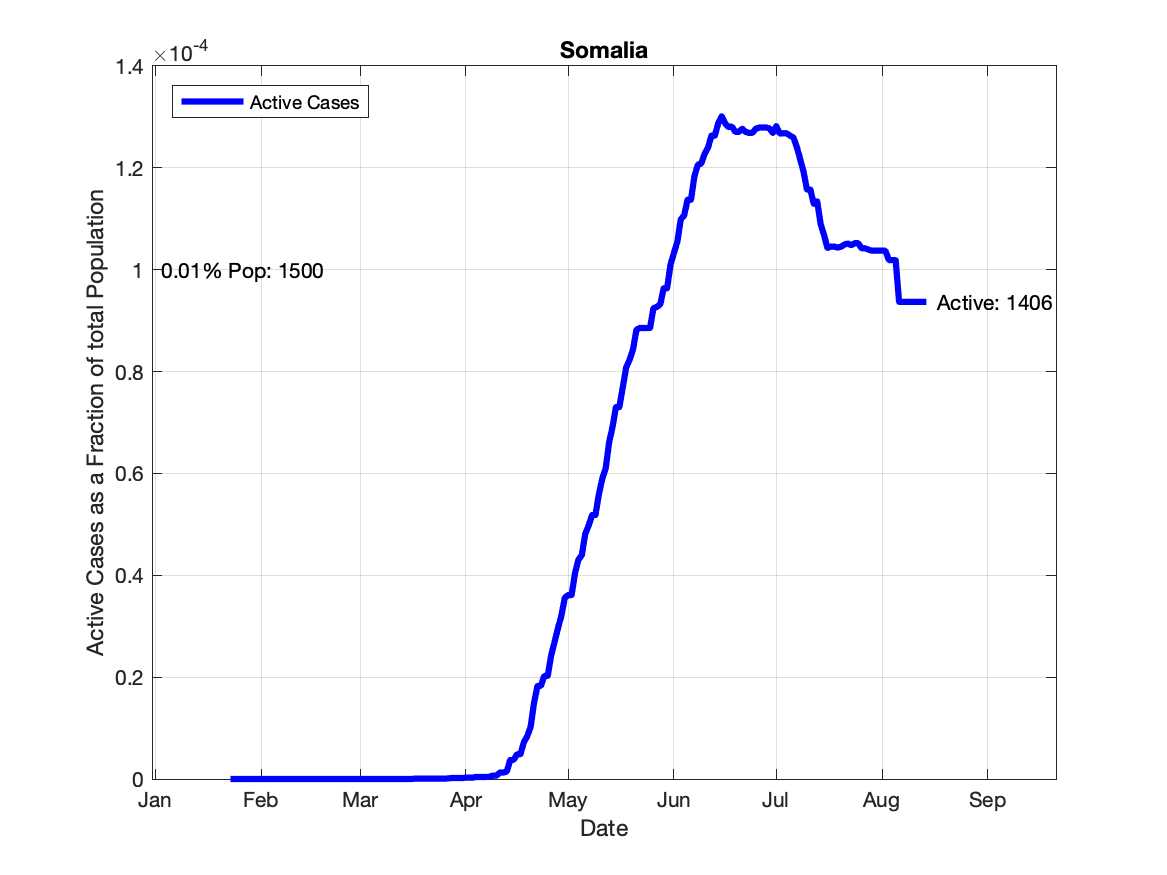 Somalia
×10-4
Active Cases
1.4
1.2
1
0.8
0.6
0.4
0.2
0
0.01% Pop: 1500
Active: 1406
Active Cases as a Fraction of total Population
Jan Feb Mar Apr May Jun Jul Aug Sep
Date